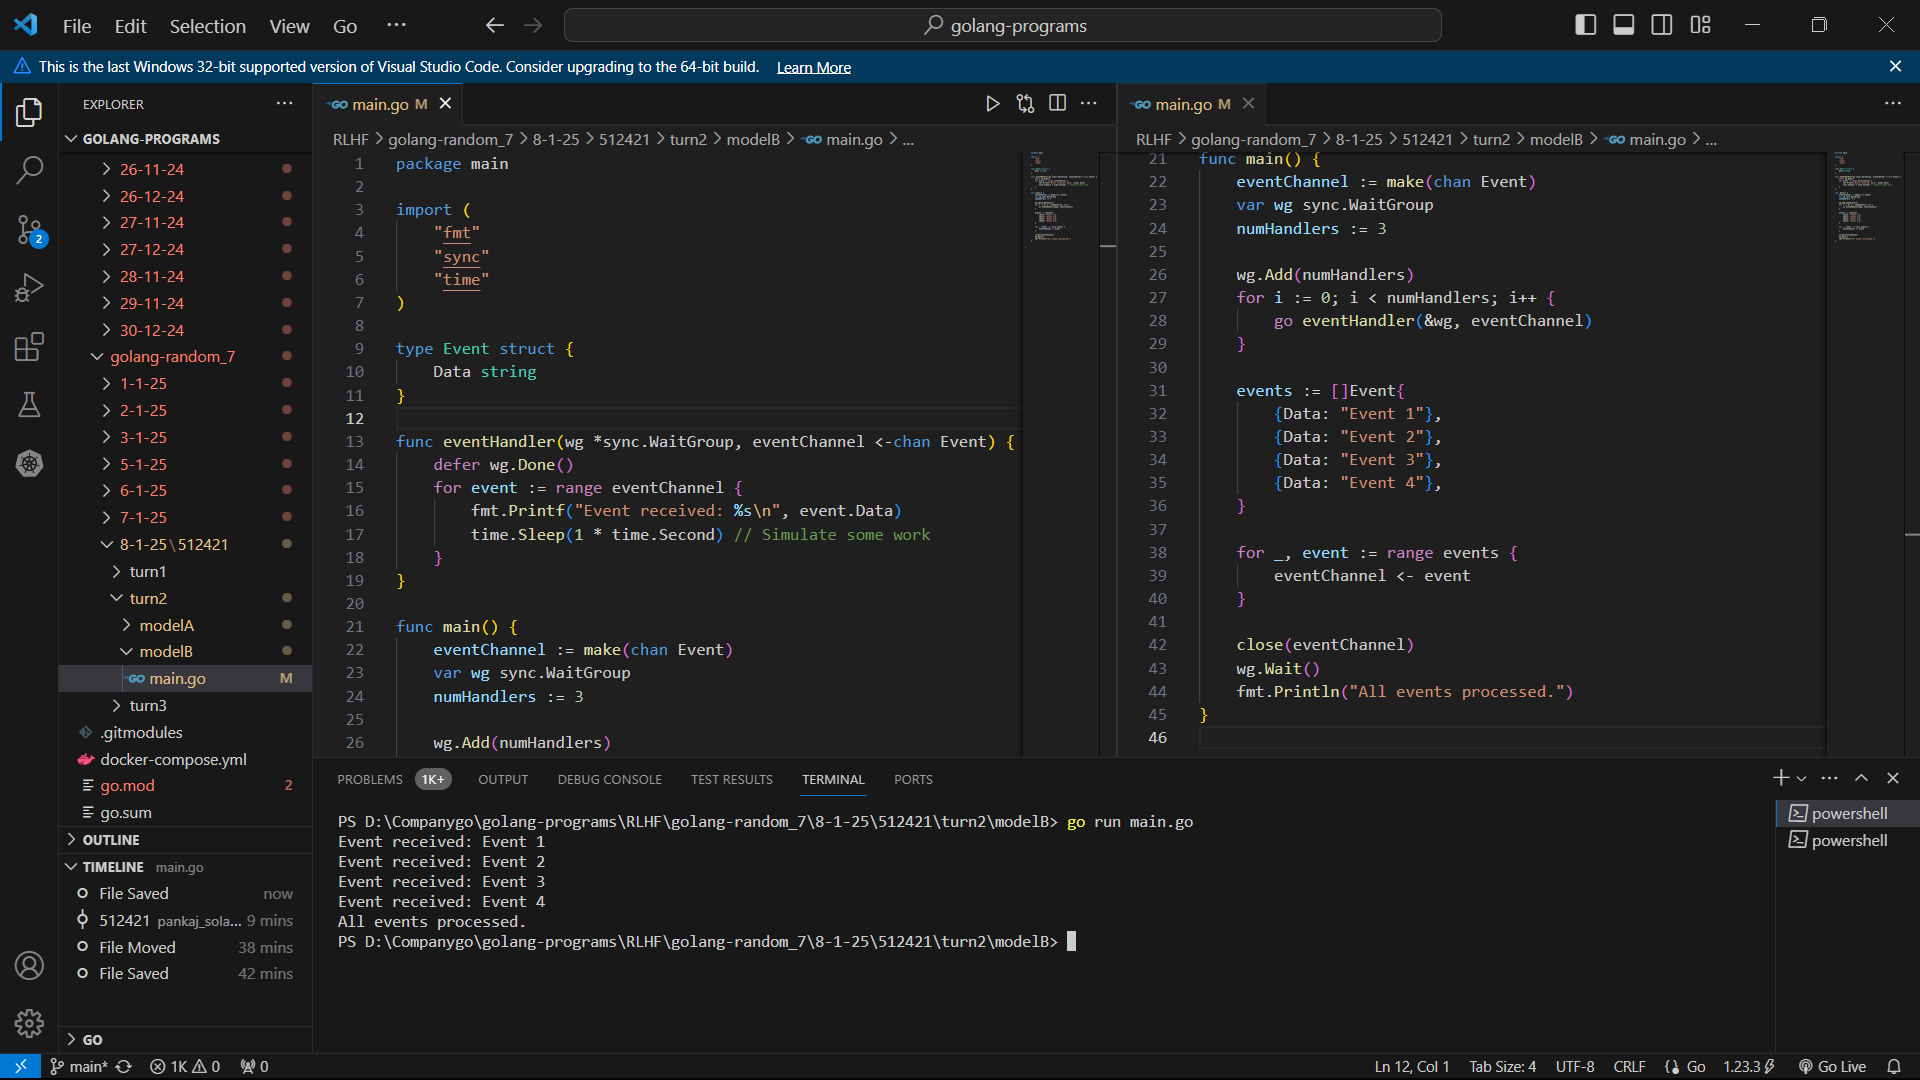 File Edit Selection View Go ··· golang-programs
This is the last Windows 32-bit supported version of Visual Studio Code. Consider upgrading to the 64-bit build. Learn More
EXPLORER
GOLANG-PROGRAMS
26-11-24
26-12-24
27-11-24
27-12-24
28-11-24
29-11-24
30-12-24
golang-random_7
1-1-25
2-1-25
3-1-25
5-1-25
6-1-25
7-1-25
8-1-25\512421
turn1
turn2
modelA
modelB
main.go M
turn3
.gitmodules
docker-compose.yml
go.mod 2
go.sum
OUTLINE
TIMELINE main.go
File Saved now
512421 pankaj_sola... 9 mins
File Moved 38 mins
File Saved 42 mins
GO
2
main.go M
RLHF > golang-random_7 > 8-1-25 > 512421 > turn2 > modelB > main.go > ...
1 package main
2
3 import (
4 "fmt"
5 "sync"
6 "time"
7 )
8
9 type Event struct {
10 Data string
11 }
12
13 func eventHandler(wg *sync.WaitGroup, eventChannel <-chan Event) {
14 defer wg.Done()
15 for event := range eventChannel {
16 fmt.Printf("Event received: %s\n", event.Data)
17 time.Sleep(1 * time.Second) // Simulate some work
18 }
19 }
20
21 func main() {
22 eventChannel := make(chan Event)
23 var wg sync.WaitGroup
24 numHandlers := 3
25
26 wg.Add(numHandlers)
main.go M
RLHF > golang-random_7 > 8-1-25 > 512421 > turn2 > modelB > main.go > ...
21 func main() {
22 eventChannel := make(chan Event)
23 var wg sync.WaitGroup
24 numHandlers := 3
25
26 wg.Add(numHandlers)
27 for i := 0; i < numHandlers; i++ {
28 go eventHandler(&wg, eventChannel)
29 }
30
31 events := []Event{
32 {Data: "Event 1"},
33 {Data: "Event 2"},
34 {Data: "Event 3"},
35 {Data: "Event 4"},
36 }
37
38 for _, event := range events {
39 eventChannel <- event
40 }
41
42 close(eventChannel)
43 wg.Wait()
44 fmt.Println("All events processed.")
45 }
46
PROBLEMS 1K+ OUTPUT DEBUG CONSOLE TEST RESULTS TERMINAL PORTS
PS D:\Companygo\golang-programs\RLHF\golang-random_7\8-1-25\512421\turn2\modelB> go run main.go
Event received: Event 1
Event received: Event 2
Event received: Event 3
Event received: Event 4
All events processed.
PS D:\Companygo\golang-programs\RLHF\golang-random_7\8-1-25\512421\turn2\modelB>
powershell
powershell
main* 1K 0 0 Ln 12, Col 1 Tab Size: 4 UTF-8 CRLF Go 1.23.3 Go Live